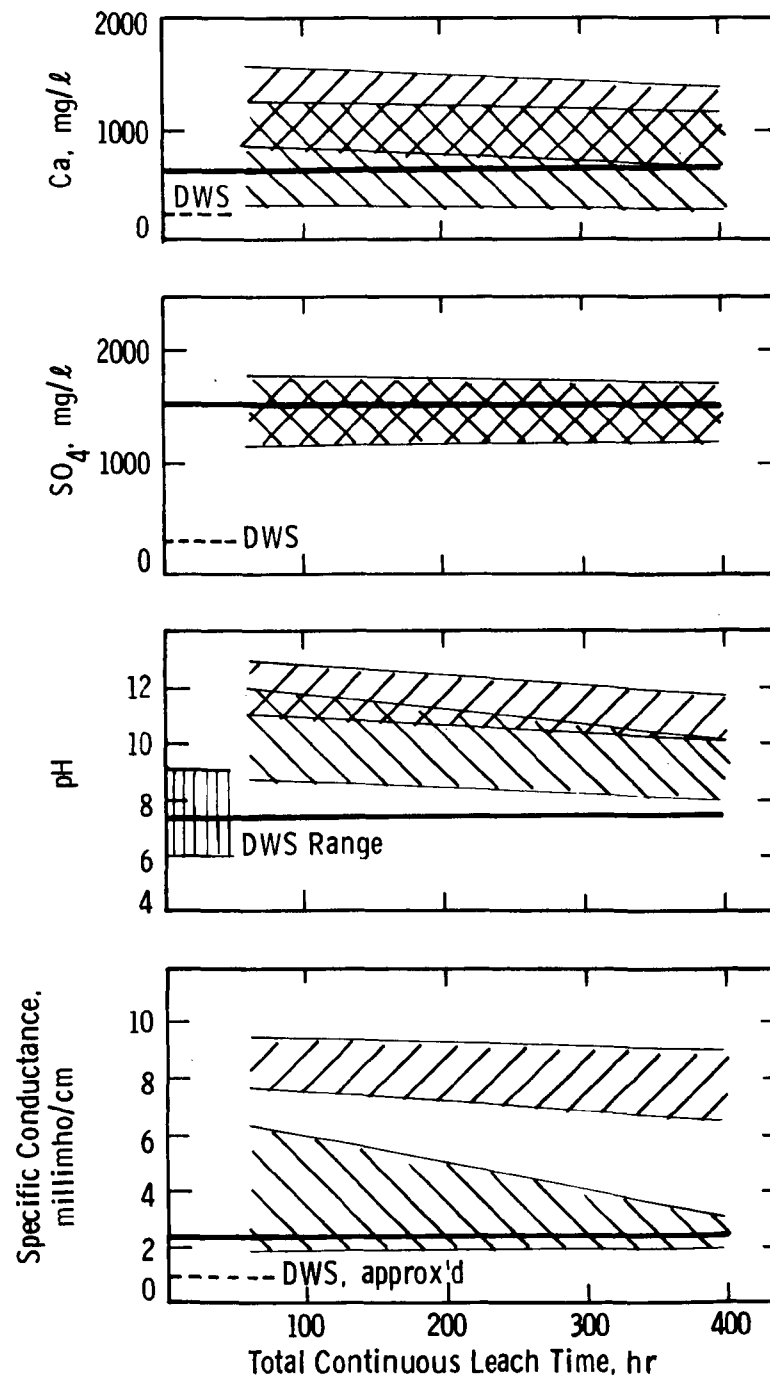 2000
Ca, mg/ℓ
1000
DWS
0
2000
SO4, mg/ℓ
1000
DWS
0
12
10
pH
8
DWS Range
6
4
10
Specific Conductance,
millimho/cm
8
6
4
2
DWS, approx'd
0
100 200 300 400
Total Continuous Leach Time, hr